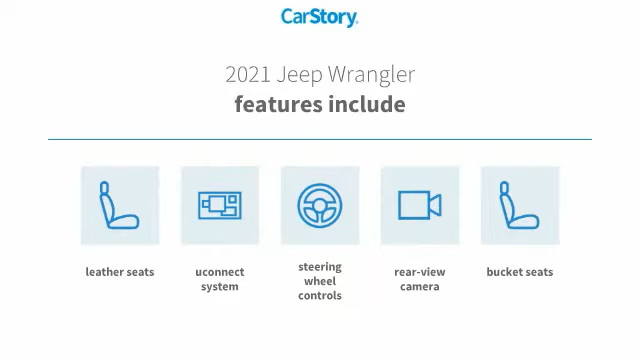 CarStory.
2021 Jeep Wrangler
features include
leather seats
uconnect
system
steering
wheel
controls
rear-view
camera
bucket seats